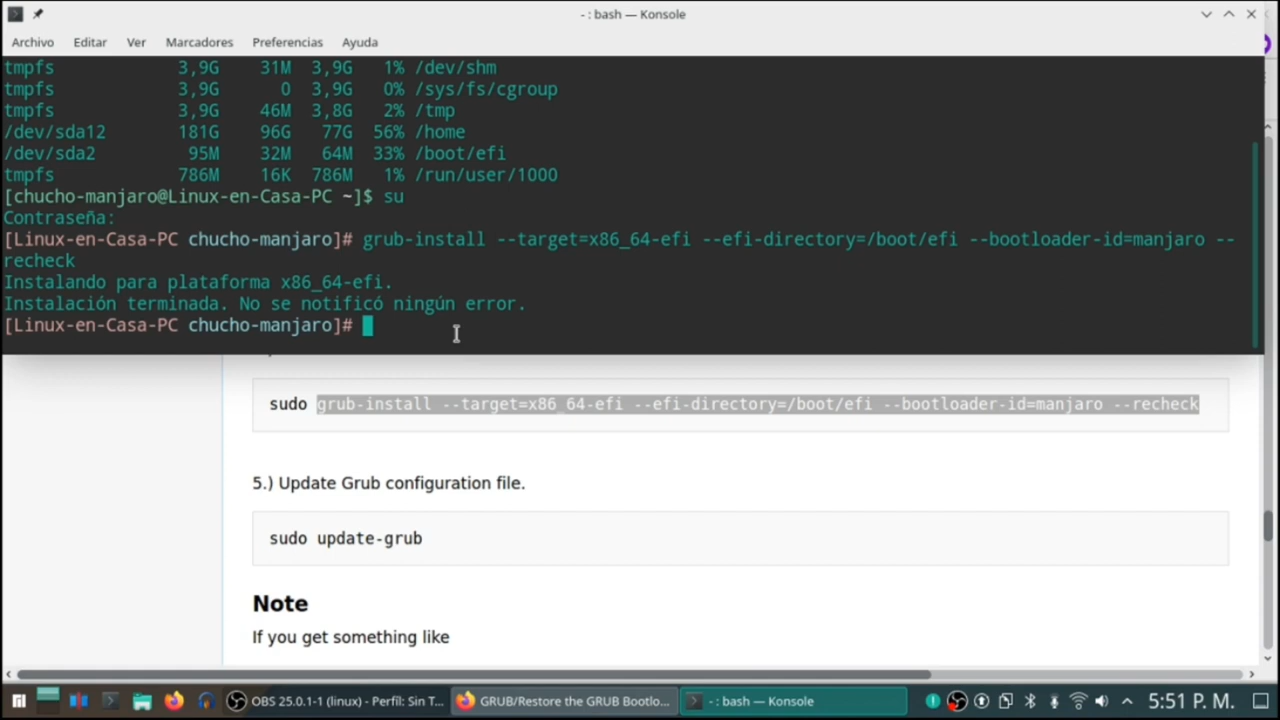 - : bash — Konsole
Archivo Editar Ver Marcadores Preferencias Ayuda
tmpfs 3,9G 31M 3,9G 1% /dev/shm
tmpfs 3,9G 0 3,9G 0% /sys/fs/cgroup
tmpfs 3,9G 46M 3,8G 2% /tmp
/dev/sda12 181G 96G 77G 56% /home
/dev/sda2 95M 32M 64M 33% /boot/efi
tmpfs 786M 16K 786M 1% /run/user/1000
[chucho-manjaro@Linux-en-Casa-PC ~]$ su
Contraseña:
[Linux-en-Casa-PC chucho-manjaro]# grub-install --target=x86_64-efi --efi-directory=/boot/efi --bootloader-id=manjaro --
recheck
Instalando para plataforma x86_64-efi.
Instalación terminada. No se notificó ningún error.
[Linux-en-Casa-PC chucho-manjaro]#
sudo grub-install --target=x86_64-efi --efi-directory=/boot/efi --bootloader-id=manjaro --recheck
5.) Update Grub configuration file.
sudo update-grub
Note
If you get something like
OBS 25.0.1-1 (linux) - Perfil: Sin T... GRUB/Restore the GRUB Bootlo... - : bash — Konsole 5:51 P. M.